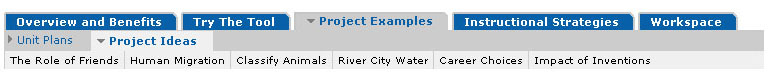 Overview and Benefits Try The Tool Project Examples Instructional Strategies Workspace
Unit Plans Project Ideas
The Role of Friends Human Migration Classify Animals River City Water Career Choices Impact of Inventions